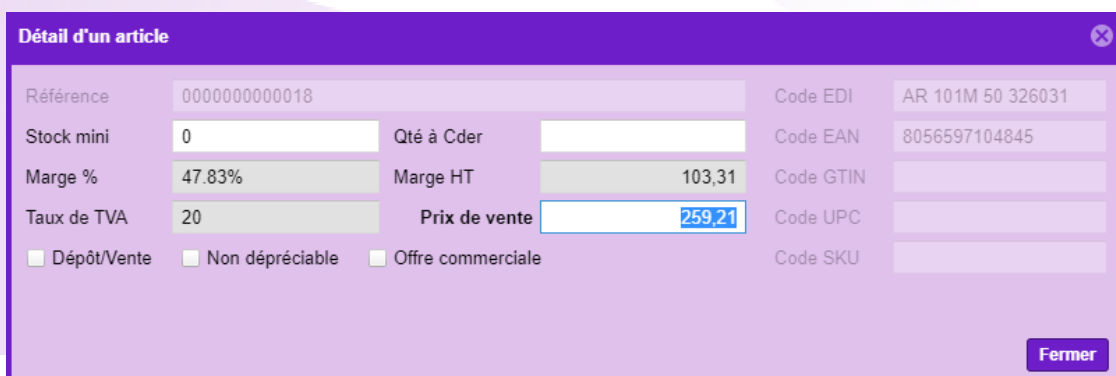 Détail d'un article
Référence 0000000000018 Code EDI AR 101M 50 326031
Stock mini 0 Qté à Cder Code EAN 8056597104845
Marge % 47.83% Marge HT 103,31 Code GTIN
Taux de TVA 20 Prix de vente 259,21 Code UPC
Dépôt/Vente Non dépréciable Offre commerciale Code SKU
Fermer